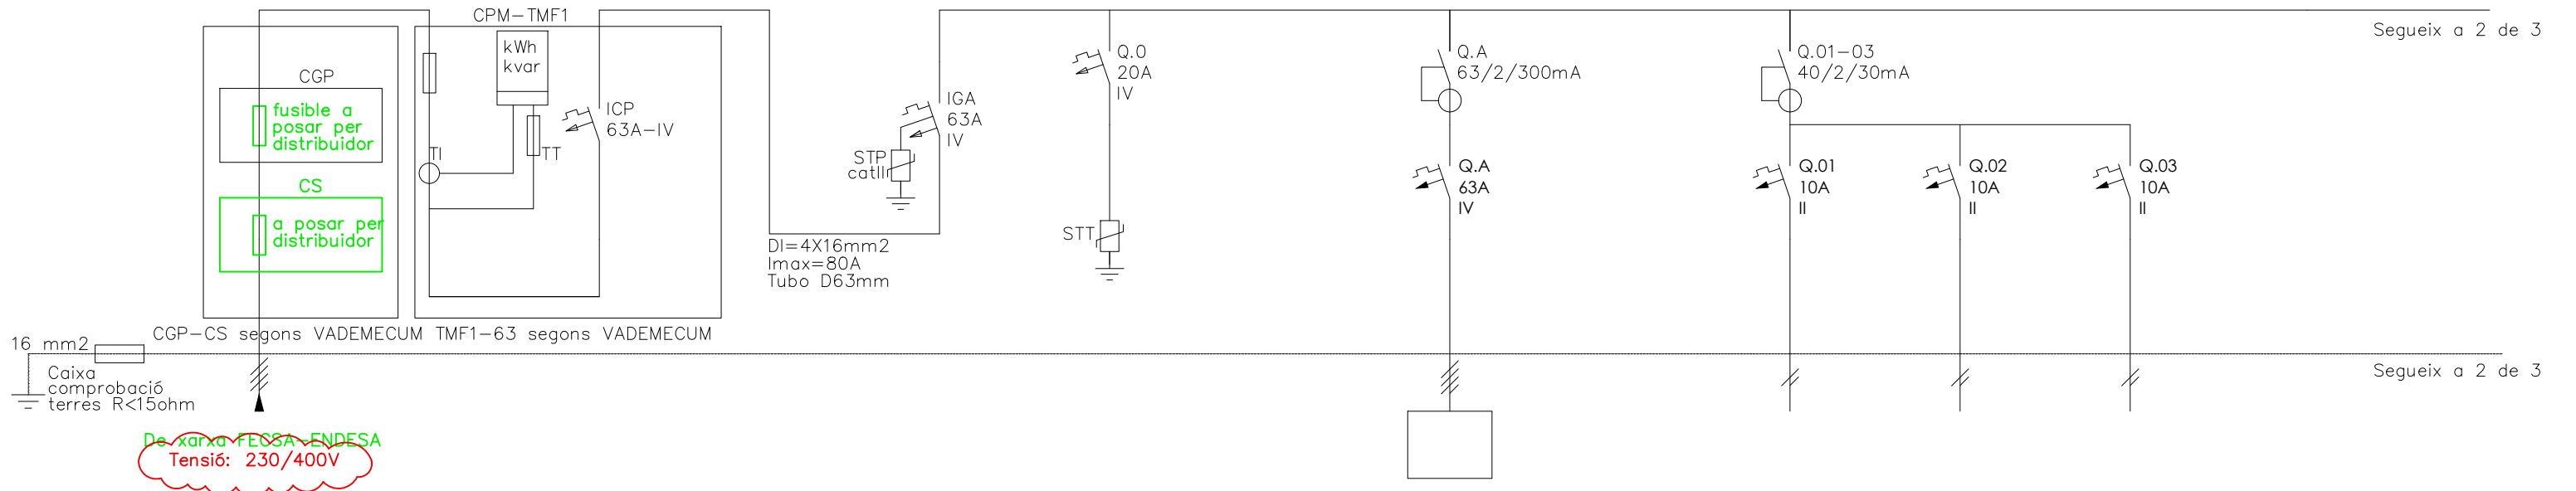 CPM-TMF1
kWh
kvar
CGP
fusible a
posar per
distribuidor
CS
a posar per
distribuidor
TI
TT
ICP
63A-IV
CGP-CS segons VADEMECUM
TMF1-63 segons VADEMECUM
DI=4X16mm2
Imax=80A
Tubo D63mm
STP
catII
IGA
63A
IV
Q.0
20A
IV
STT
Q.A
63/2/300mA
Q.A
63A
IV
Q.01-03
40/2/30mA
Q.01
10A
II
Q.02
10A
II
Q.03
10A
II
Segueix a 2 de 3
16 mm2
Caixa
comprobació
terres R<15ohm
Segueix a 2 de 3
De xarxa FECSA-ENDESA
Tensió: 230/400V